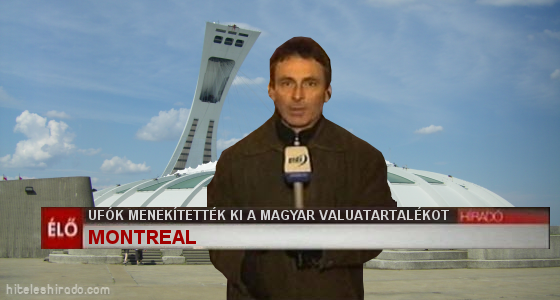 UFÓK MENEKÍTETTÉK KI A MAGYAR VALUATARTALÉKOT
HÍRADÓ
ÉLŐ
MONTREAL
hiteleshirado.com